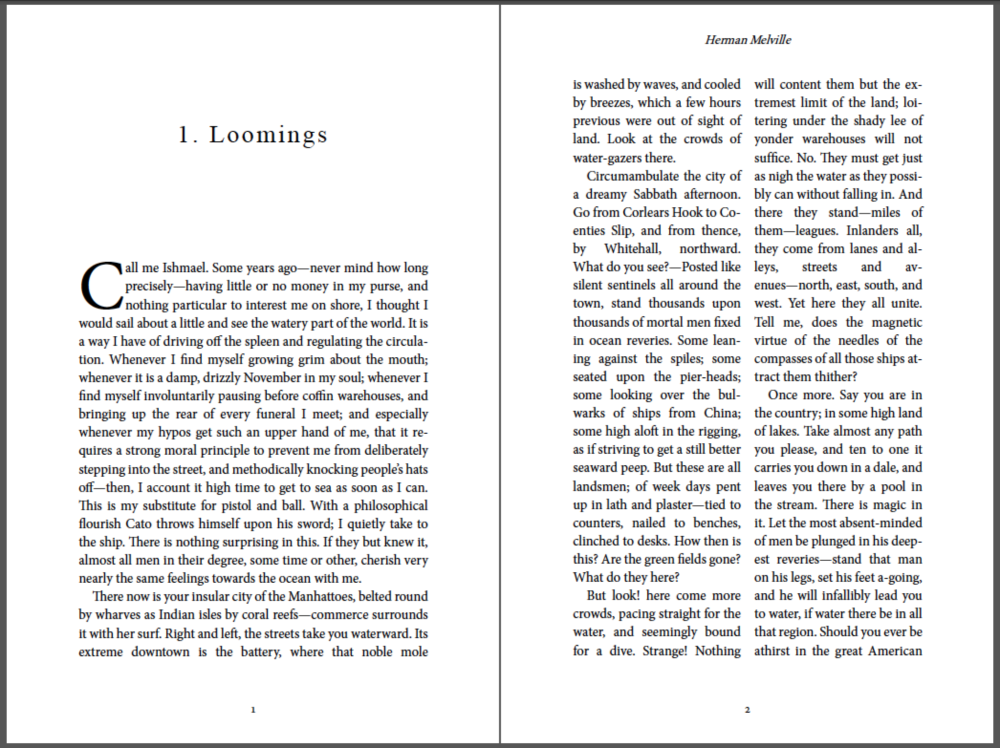 1. Loomings
Call me Ishmael. Some years ago—never mind how long
precisely—having little or no money in my purse, and
nothing particular to interest me on shore, I thought I
would sail about a little and see the watery part of the world. It is
a way I have of driving off the spleen and regulating the circula-
tion. Whenever I find myself growing grim about the mouth;
whenever it is a damp, drizzly November in my soul; whenever I
find myself involuntarily pausing before coffin warehouses, and
bringing up the rear of every funeral I meet; and especially
whenever my hypos get such an upper hand of me, that it re-
quires a strong moral principle to prevent me from deliberately
stepping into the street, and methodically knocking people’s hats
off—then, I account it high time to get to sea as soon as I can.
This is my substitute for pistol and ball. With a philosophical
flourish Cato throws himself upon his sword; I quietly take to
the ship. There is nothing surprising in this. If they but knew it,
almost all men in their degree, some time or other, cherish very
nearly the same feelings towards the ocean with me.
There now is your insular city of the Manhattoes, belted round
by wharves as Indian isles by coral reefs—commerce surrounds
it with her surf. Right and left, the streets take you waterward. Its
extreme downtown is the battery, where that noble mole
1
Herman Melville
is washed by waves, and cooled
by breezes, which a few hours
previous were out of sight of
land. Look at the crowds of
water-gazers there.
Circumambulate the city of
a dreamy Sabbath afternoon.
Go from Corlears Hook to Co-
enties Slip, and from thence,
by Whitehall, northward.
What do you see?—Posted like
silent sentinels all around the
town, stand thousands upon
thousands of mortal men fixed
in ocean reveries. Some lean-
ing against the spiles; some
seated upon the pier-heads;
some looking over the bul-
warks of ships from China;
some high aloft in the rigging,
as if striving to get a still better
seaward peep. But these are all
landsmen; of week days pent
up in lath and plaster—tied to
counters, nailed to benches,
clinched to desks. How then is
this? Are the green fields gone?
What do they here?
But look! here come more
crowds, pacing straight for the
water, and seemingly bound
for a dive. Strange! Nothing
will content them but the ex-
tremest limit of the land; loi-
tering under the shady lee of
yonder warehouses will not
suffice. No. They must get just
as nigh the water as they possi-
bly can without falling in. And
there they stand—miles of
them—leagues. Inlanders all,
they come from lanes and al-
leys, streets and av-
enues—north, east, south, and
west. Yet here they all unite.
Tell me, does the magnetic
virtue of the needles of the
compasses of all those ships at-
tract them thither?
Once more. Say you are in
the country; in some high land
of lakes. Take almost any path
you please, and ten to one it
carries you down in a dale, and
leaves you there by a pool in
the stream. There is magic in
it. Let the most absent-minded
of men be plunged in his deep-
est reveries—stand that man
on his legs, set his feet a-going,
and he will infallibly lead you
to water, if water there be in all
that region. Should you ever be
athirst in the great American
2